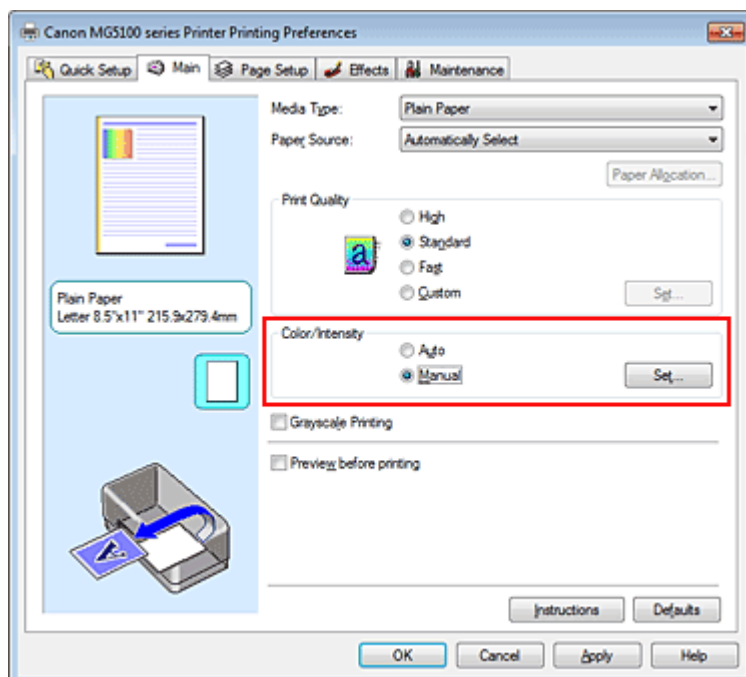 Canon MG5100 series Printer Printing Preferences
Quick Setup Main Page Setup Effects Maintenance
Media Type: Plain Paper
Paper Source: Automatically Select
Paper Allocation...
Print Quality
High
a Standard
Fast
Custom Set...
Plain Paper
Letter 8.5"x11" 215.9x279.4mm
Color/Intensity
Auto
Manual Set...
Grayscale Printing
Preview before printing
A
Instructions Defaults
OK Cancel Apply Help